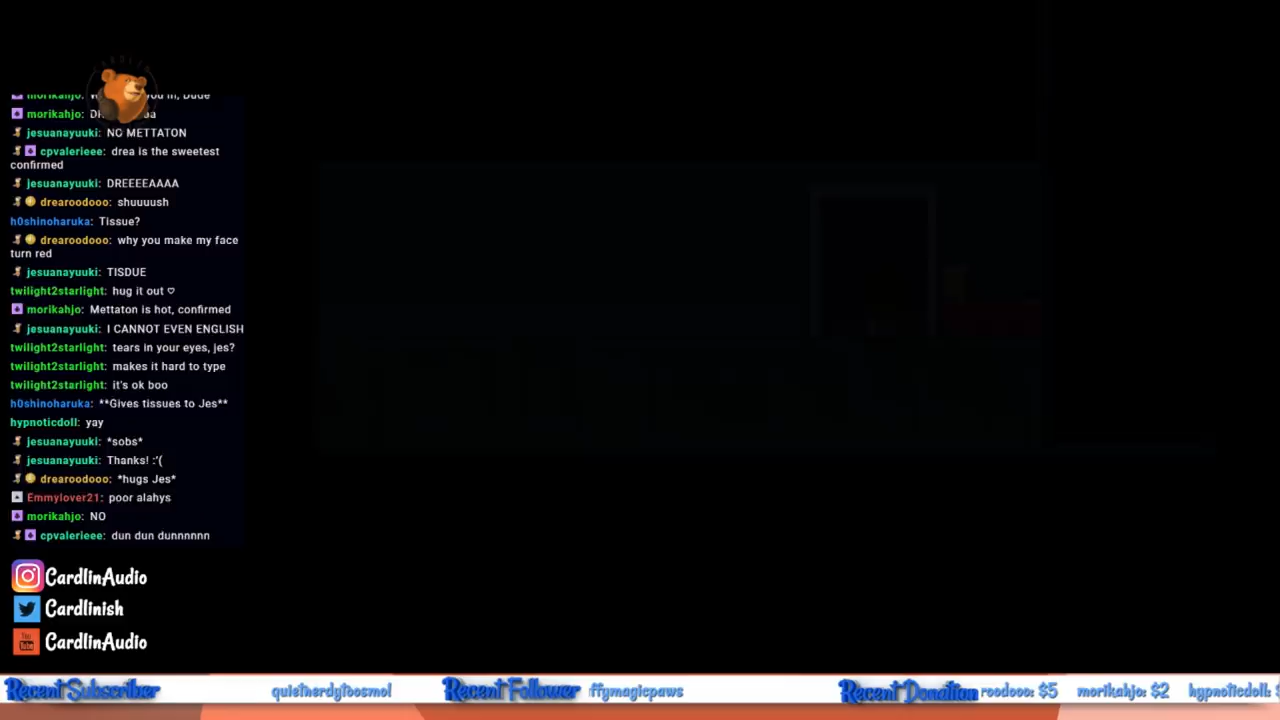 morikahjo:
morikahjo:
jesuanayuuki: NO METTATON
cpvalerieee: drea is the sweetest
confirmed
jesuanayuuki: DREEEEAAAA
drearoodooo: shuuuush
h0shinoharuka: Tissue?
drearoodooo: why you make my face
turn red
jesuanayuuki: TISDUE
twilight2starlight: hug it out ♡
morikahjo: Mettaton is hot, confirmed
jesuanayuuki: I CANNOT EVEN ENGLISH
twilight2starlight: tears in your eyes, jes?
twilight2starlight: makes it hard to type
twilight2starlight: it's ok boo
h0shinoharuka: **Gives tissues to Jes**
hypnoticdoll: yay
jesuanayuuki: *sobs*
jesuanayuuki: Thanks! :'(
drearoodooo: *hugs Jes*
Emmylover21: poor alahys
morikahjo: NO
cpvalerieee: dun dun dunnnnnn
CardlinAudio
Cardlinish
CardlinAudio
Recent Subscriber quietnerdytoosmol Recent Follower ffymagicpaws Recent Donation roodooo: $5 morikahjo: $2 hypnoticdoll: